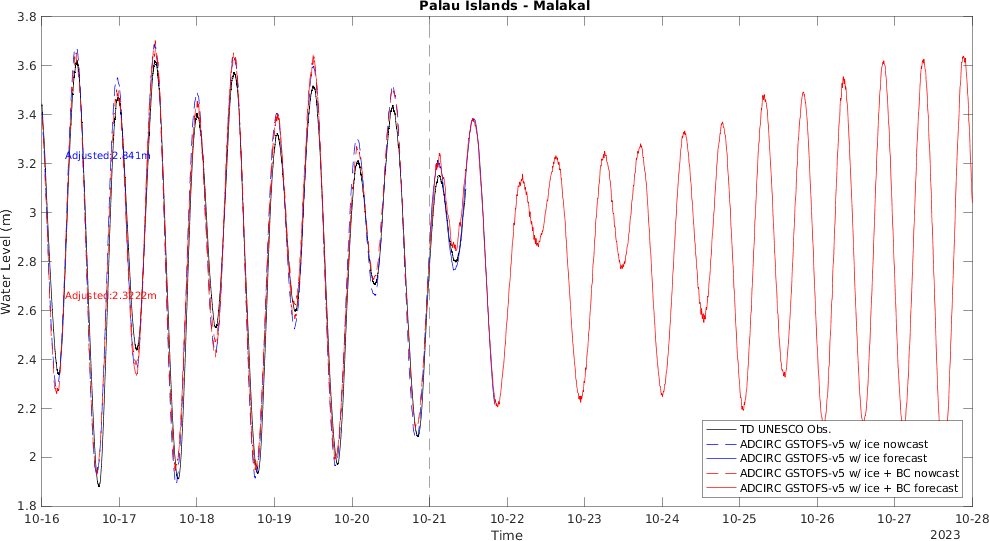 Palau Islands - Malakal
3.8
3.6
3.4
3.2
3
2.8
2.6
2.4
2.2
2
1.8
Water Level (m)
Adjusted:2.841m
Adjusted:2.3222m
TD UNESCO Obs.
ADCIRC GSTOFS-v5 w/ ice nowcast
ADCIRC GSTOFS-v5 w/ ice forecast
ADCIRC GSTOFS-v5 w/ ice + BC nowcast
ADCIRC GSTOFS-v5 w/ ice + BC forecast
10-16 10-17 10-18 10-19 10-20 10-21 10-22 10-23 10-24 10-25 10-26 10-27 10-28
Time
2023